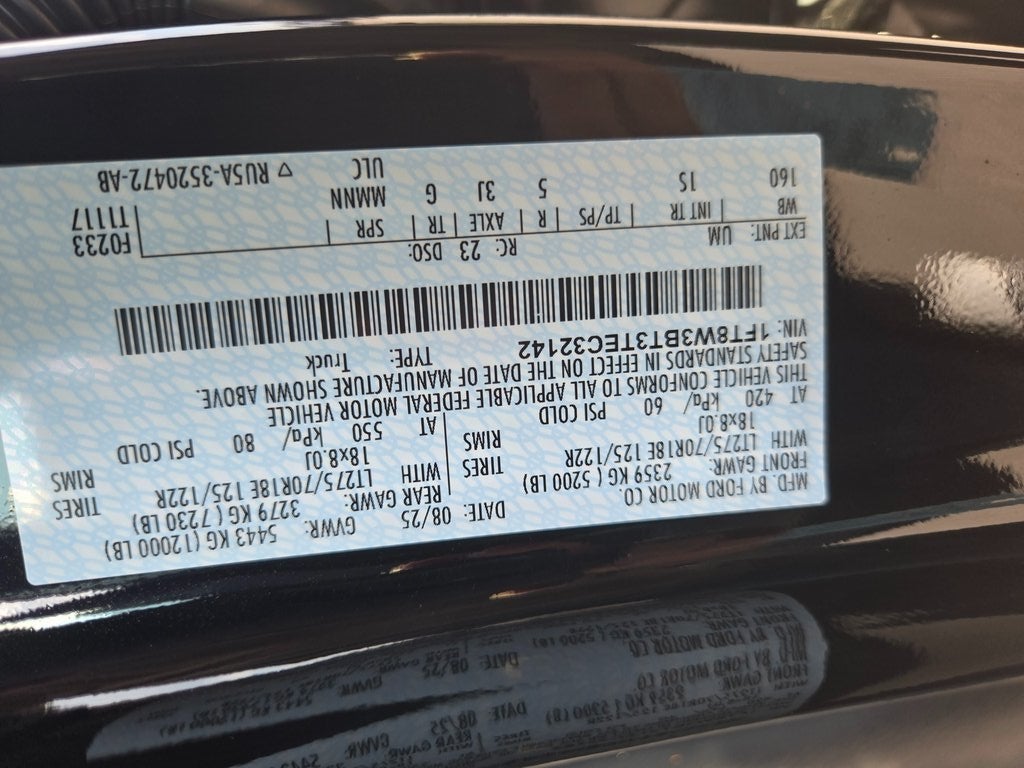 MFD. BY FORD MOTOR CO.
DATE: 08/25 GVWR: 5443 KG (12000 LB)
FRONT GAWR: 2359 KG (5200 LB)
REAR GAWR: 3279 KG (7230 LB)
WITH LT275/70R18E 125/122R TIRES
WITH LT275/70R18E 125/122R TIRES
18x8.0J RIMS
18x8.0J RIMS
AT 420 kPa/ 60 PSI COLD
AT 550 kPa/ 80 PSI COLD
THIS VEHICLE CONFORMS TO ALL APPLICABLE FEDERAL MOTOR VEHICLE
SAFETY STANDARDS IN EFFECT ON THE DATE OF MANUFACTURE SHOWN ABOVE.
VIN: 1FT8W3BT3TEC32142 TYPE: Truck
EXT PNT: UM RC: 23 DSO: F0233
WB | INT TR | TP/PS | R | AXLE | TR | SPR T1117
160 1S 5 3J G MMNNN
ULC ▽ RU5A-3520472-AB